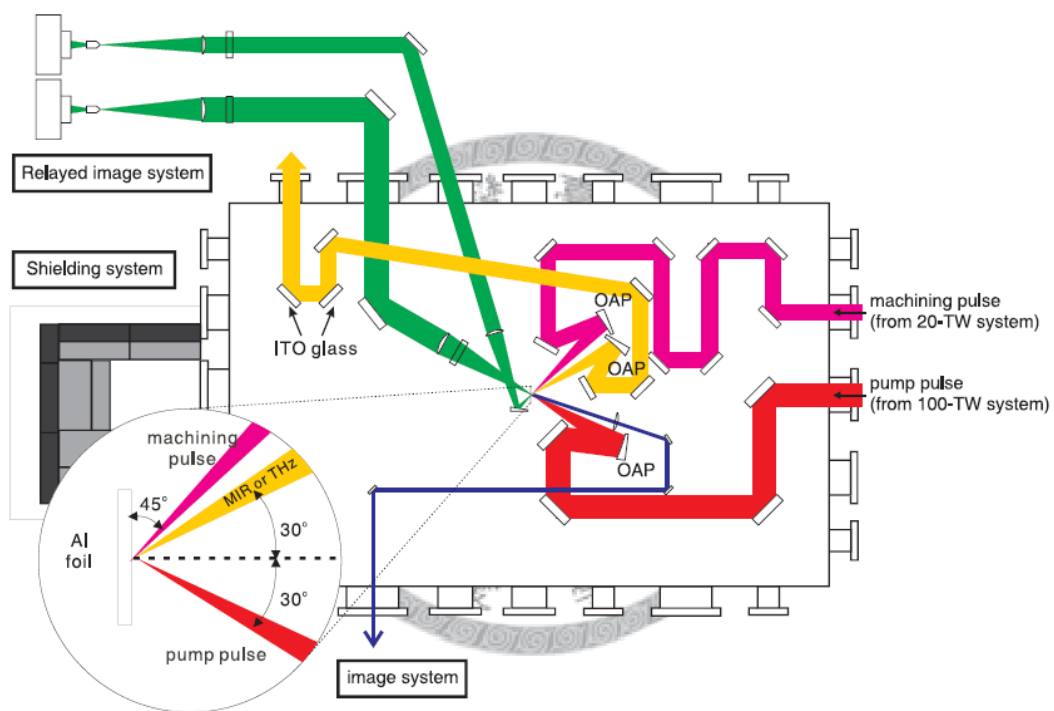 Relayed image system
Shielding system
ITO glass
OAP
OAP
OAP
machining pulse
(from 20-TW system)
pump pulse
(from 100-TW system)
machining
pulse
MIR or THz
45°
30°
30°
Al
foil
pump pulse
image system